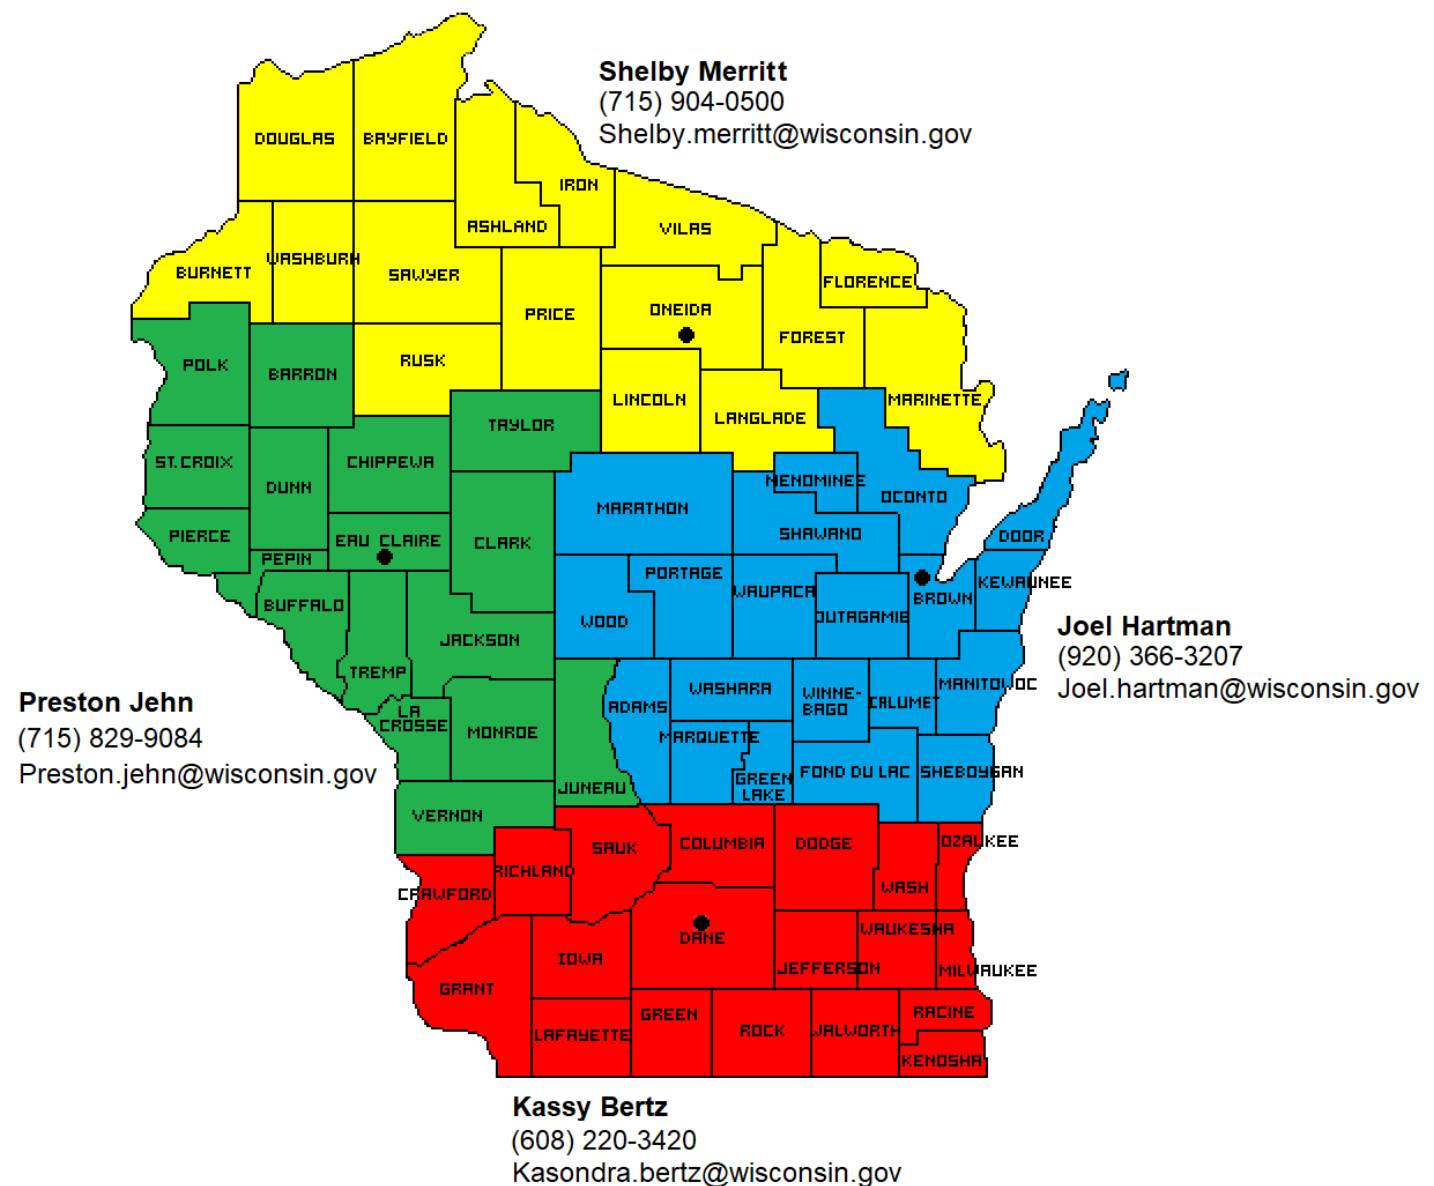 Shelby Merritt
(715) 904-0500
Shelby.merritt@wisconsin.gov
DOUGLAS
BAYFIELD
IRON
ASHLAND
VILAS
BURNETT
WASHBURN
SAWYER
FLORENCE
PRICE
ONEIDA
FOREST
POLK
BARRON
RUSK
LINCOLN
MARINETTE
LANGLADE
TAYLOR
ST.CROIX
CHIPPEWA
DUNN
MENOMINEE
OCONTO
MARATHON
PIERCE
EAU CLAIRE
CLARK
SHAWANO
DOOR
PEPIN
PORTAGE
KEWAUNEE
WAUPACA
BROWN
BUFFALO
WOOD
OUTAGAMIE
JACKSON
TREMP
Joel Hartman
(920) 366-3207
Joel.hartman@wisconsin.gov
Preston Jehn
(715) 829-9084
Preston.jehn@wisconsin.gov
WASHARA
WINNE-
BAGO
CALUMET
MANITOWOC
ADAMS
LA
CROSSE
MONROE
MARQUETTE
GREEN
LAKE
FOND DU LAC
SHEBOYGAN
JUNEAU
VERNON
SAUK
COLUMBIA
DODGE
OZAUKEE
RICHLAND
WASH
CRAWFORD
DANE
WAUKESHA
IOWA
JEFFERSON
MILWAUKEE
GRANT
GREEN
RACINE
LAFAYETTE
ROCK
WALWORTH
KENOSHA
Kassy Bertz
(608) 220-3420
Kasondra.bertz@wisconsin.gov